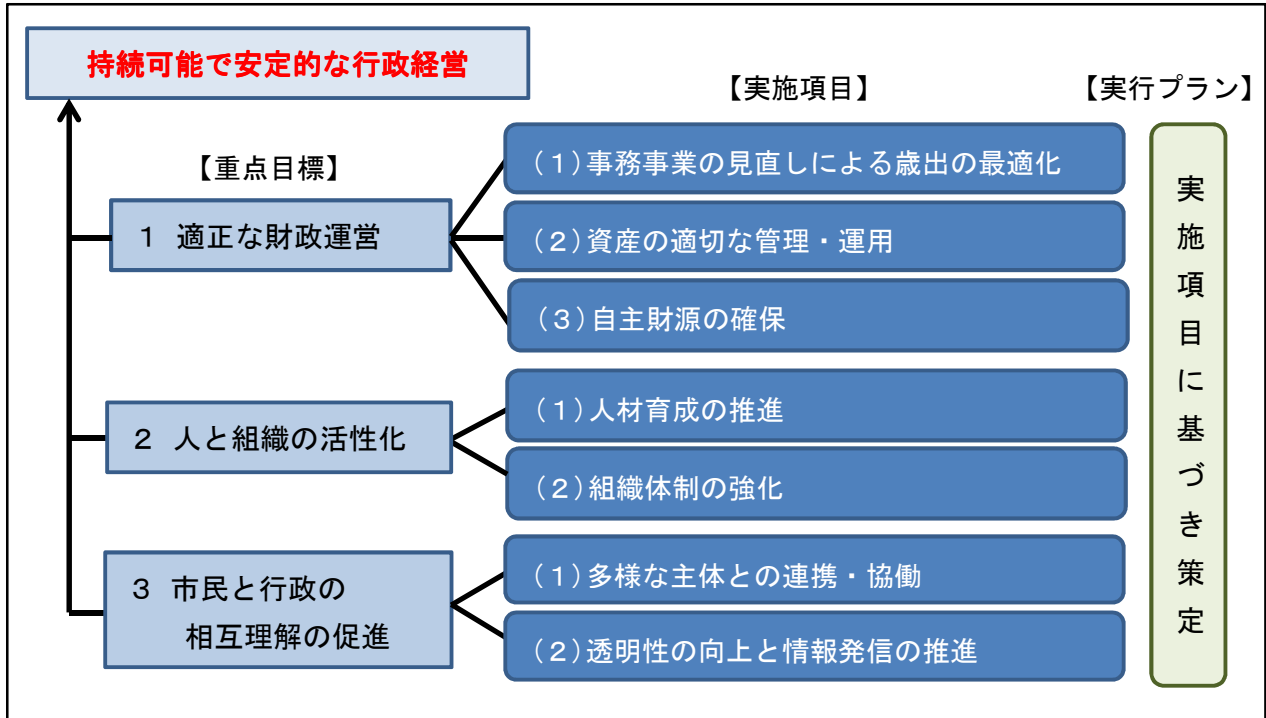 持続可能で安定的な行政経営
【重点目標】
【実施項目】
【実行プラン】
１ 適正な財政運営
（１）事務事業の見直しによる歳出の最適化
（２）資産の適切な管理・運用
（３）自主財源の確保
２ 人と組織の活性化
（１）人材育成の推進
（２）組織体制の強化
３ 市民と行政の
相互理解の促進
（１）多様な主体との連携・協働
（２）透明性の向上と情報発信の推進
実施項目に基づき策定